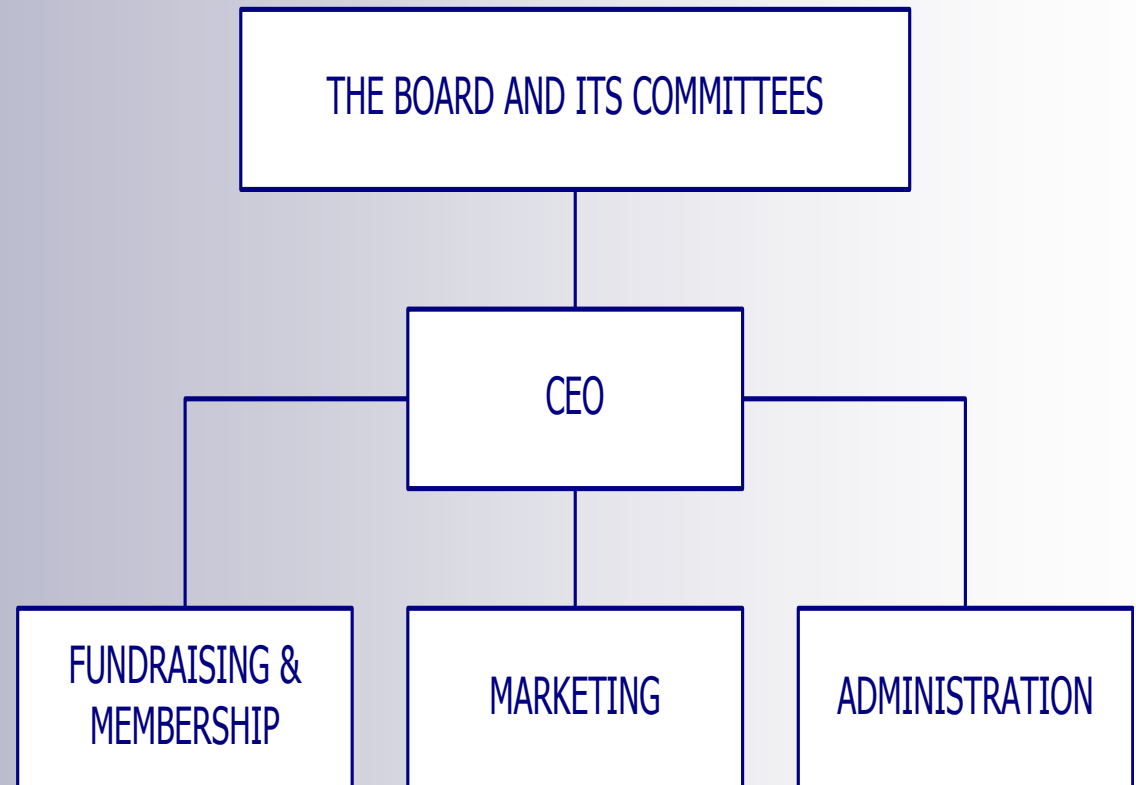 THE BOARD AND ITS COMMITTEES
CEO
FUNDRAISING &
MEMBERSHIP
MARKETING
ADMINISTRATION